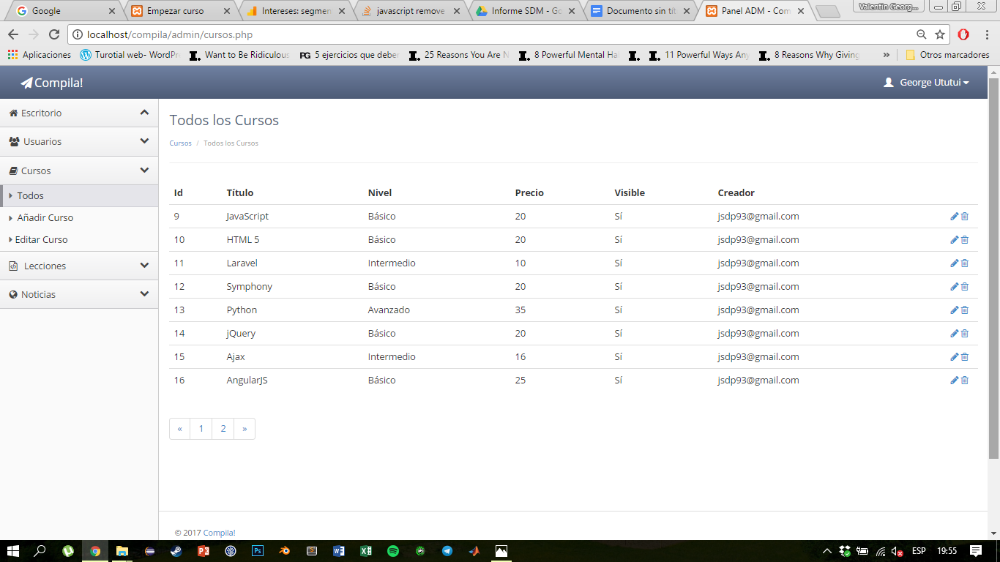 Google
Empezar curso
Intereses: segmen
javascript remove
Informe SDM - Go
Documento sin tít
Panel ADM - Com
Valentin Georg...
localhost/compila/admin/cursos.php
Aplicaciones
Turotial web- WordPr
Want to Be Ridiculous
PG 5 ejercicios que deber
25 Reasons You Are N
8 Powerful Mental Hal
11 Powerful Ways Any
8 Reasons Why Giving
» Otros marcadores
Compila!
George Ututui
Escritorio
Usuarios
Cursos
Todos
Añadir Curso
Editar Curso
Lecciones
Noticias
Todos los Cursos
Cursos / Todos los Cursos
Id Título Nivel Precio Visible Creador
9 JavaScript Básico 20 Sí jsdp93@gmail.com
10 HTML 5 Básico 20 Sí jsdp93@gmail.com
11 Laravel Intermedio 10 Sí jsdp93@gmail.com
12 Symphony Básico 20 Sí jsdp93@gmail.com
13 Python Avanzado 35 Sí jsdp93@gmail.com
14 jQuery Básico 20 Sí jsdp93@gmail.com
15 Ajax Intermedio 16 Sí jsdp93@gmail.com
16 AngularJS Básico 25 Sí jsdp93@gmail.com
« 1 2 »
© 2017 Compila!
ESP 19:55